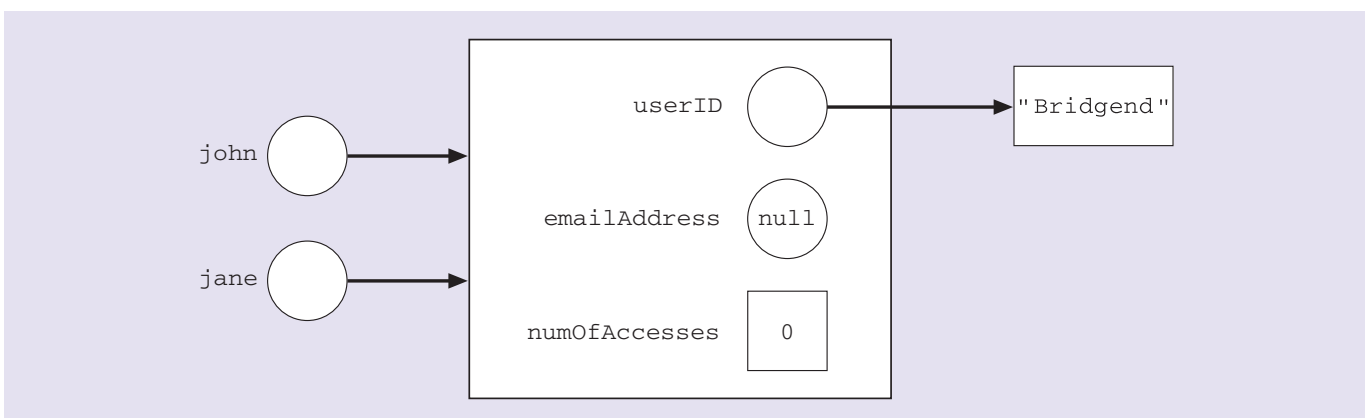 userID
"Bridgend"
john
emailAddress
null
jane
numOfAccesses
0